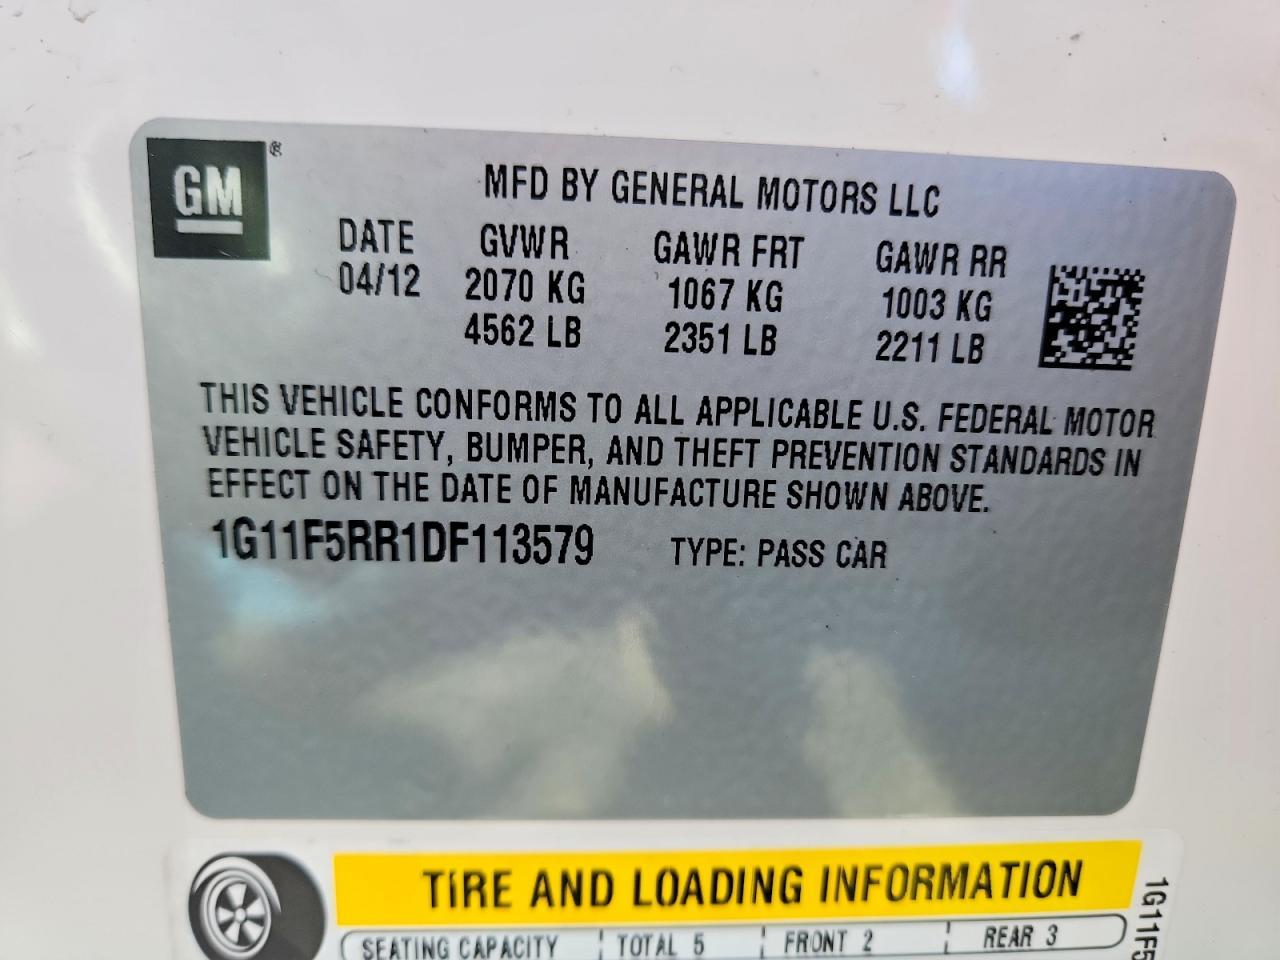 GM ®
MFD BY GENERAL MOTORS LLC
DATE GVWR GAWR FRT GAWR RR
04/12 2070 KG 1067 KG 1003 KG
4562 LB 2351 LB 2211 LB
THIS VEHICLE CONFORMS TO ALL APPLICABLE U.S. FEDERAL MOTOR
VEHICLE SAFETY, BUMPER, AND THEFT PREVENTION STANDARDS IN
EFFECT ON THE DATE OF MANUFACTURE SHOWN ABOVE.
1G11F5RR1DF113579 TYPE: PASS CAR
TIRE AND LOADING INFORMATION
SEATING CAPACITY TOTAL 5 FRONT 2 REAR 3
1G11F5